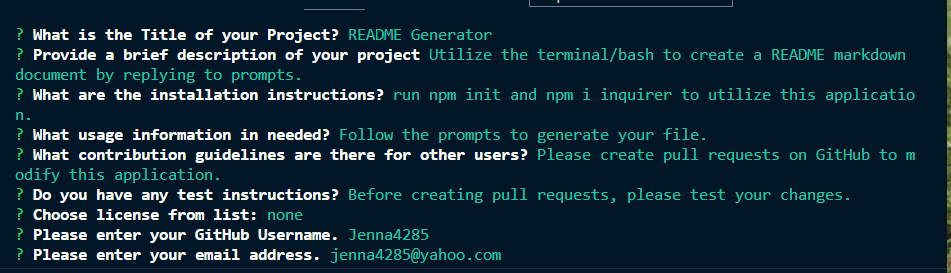 ? What is the Title of your Project? README Generator
? Provide a brief description of your project Utilize the terminal/bash to create a README markdown
document by replying to prompts.
? What are the installation instructions? run npm init and npm i inquirer to utilize this applicatio
n.
? What usage information in needed? Follow the prompts to generate your file.
? What contribution guidelines are there for other users? Please create pull requests on GitHub to m
odify this application.
? Do you have any test instructions? Before creating pull requests, please test your changes.
? Choose license from list: none
? Please enter your GitHub Username. Jenna4285
? Please enter your email address. jenna4285@yahoo.com